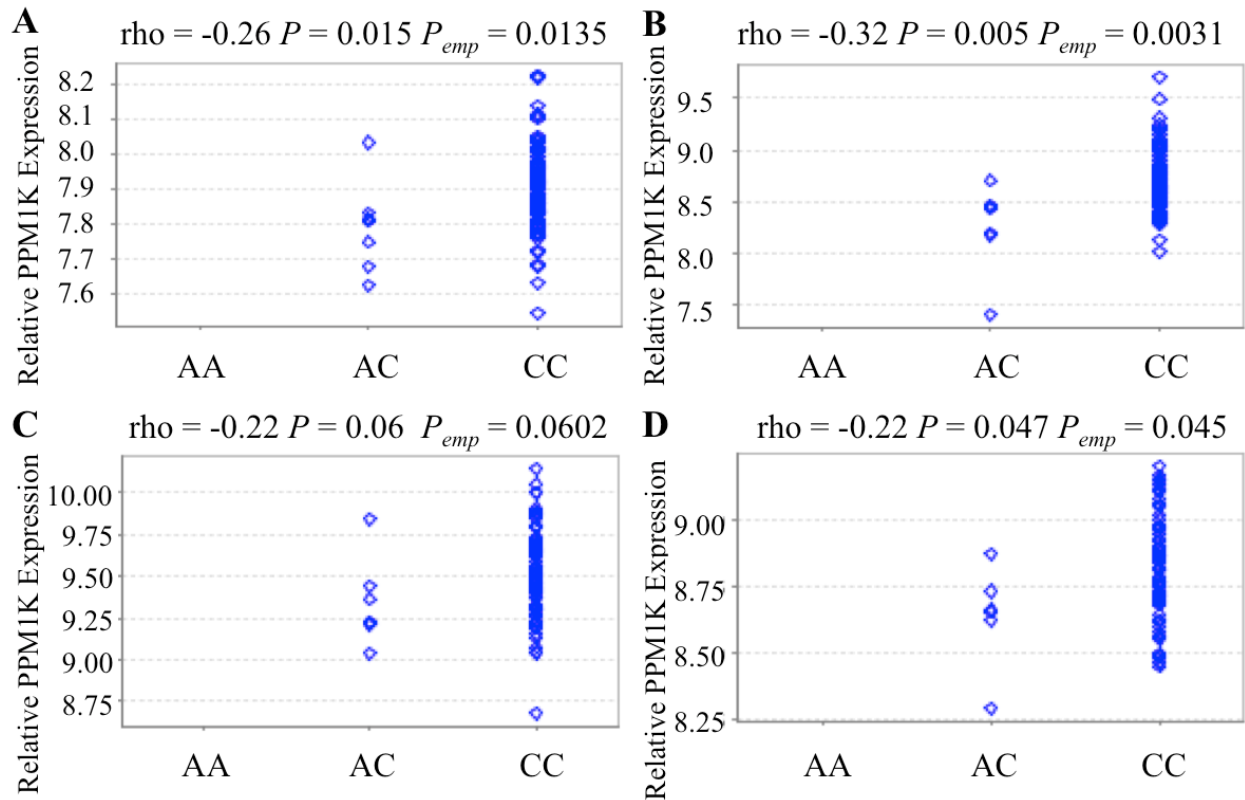 A
rho = -0.26 P = 0.015 Pemp = 0.0135
Relative PPM1K Expression
8.2
8.1
8.0
7.9
7.8
7.7
7.6
AA AC CC
B
rho = -0.32 P = 0.005 Pemp = 0.0031
Relative PPM1K Expression
9.5
9.0
8.5
8.0
7.5
AA AC CC
C
rho = -0.22 P = 0.06 Pemp = 0.0602
Relative PPM1K Expression
10.00
9.75
9.50
9.25
9.00
8.75
AA AC CC
D
rho = -0.22 P = 0.047 Pemp = 0.045
Relative PPM1K Expression
9.00
8.75
8.50
8.25
AA AC CC